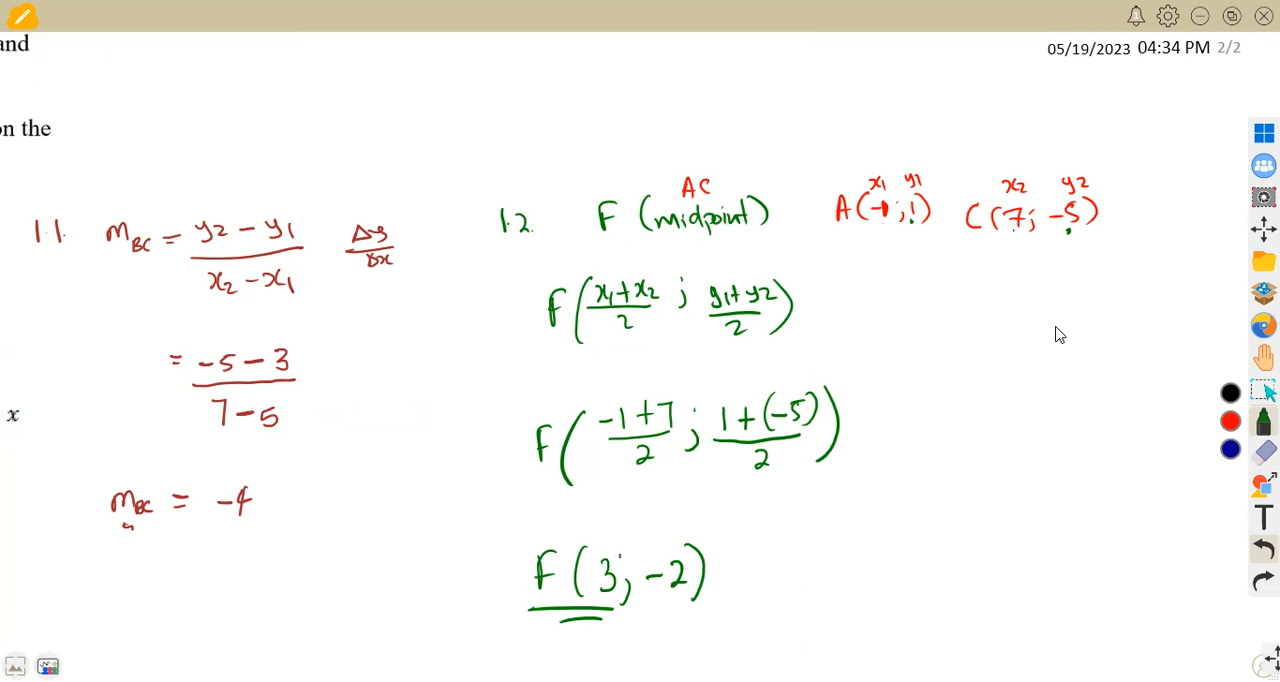 and
05/19/2023 04:34 PM 2/2
on the
x
1.1. m_BC = (y2 - y1)/(x2 - x1) Δy/Δx
= (-5 - 3)/(7 - 5)
m_BC = -4
1.2. F (midpoint) AC A(-1 ; 1) x1 y1 C(7; -5) x2 y2
F((x1+x2)/2 ; (y1+y2)/2)
F((-1+7)/2 ; (1+(-5))/2)
F(3; -2)
T